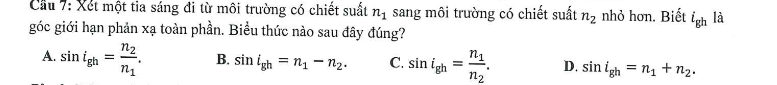 Câu 7: Xét một tia sáng đi từ môi trường có chiết suất n₁ sang môi trường có chiết suất n₂ nhỏ hơn. Biết i_gh là
góc giới hạn phản xạ toàn phần. Biểu thức nào sau đây đúng?
A. sin i_gh = n₂/n₁. B. sin i_gh = n₁ − n₂. C. sin i_gh = n₁/n₂. D. sin i_gh = n₁ + n₂.